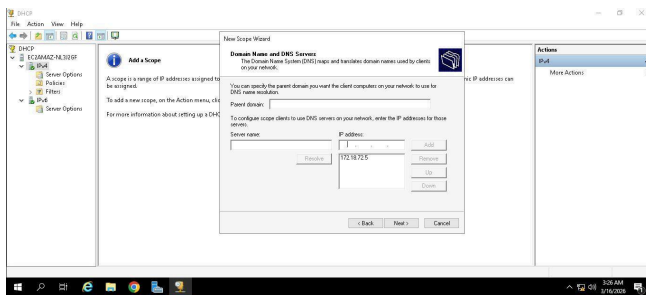 DHCP
File Action View Help
DHCP
EC2AMAZ-NL3I2GF
IPv4
Server Options
Policies
Filters
IPv6
Server Options
Add a Scope
A scope is a range of IP addresses assigned to
be assigned.
To add a new scope, on the Action menu, clic
For more information about setting up a DHC
mic IP addresses can
New Scope Wizard
Domain Name and DNS Servers
The Domain Name System (DNS) maps and translates domain names used by clients
on your network.
You can specify the parent domain you want the client computers on your network to use for
DNS name resolution.
Parent domain:
To configure scope clients to use DNS servers on your network, enter the IP addresses for those
servers.
Server name:
IP address:
Add
Resolve
172.18.72.5
Remove
Up
Down
< Back
Next >
Cancel
Actions
IPv4
More Actions
3:26 AM
3/16/2026